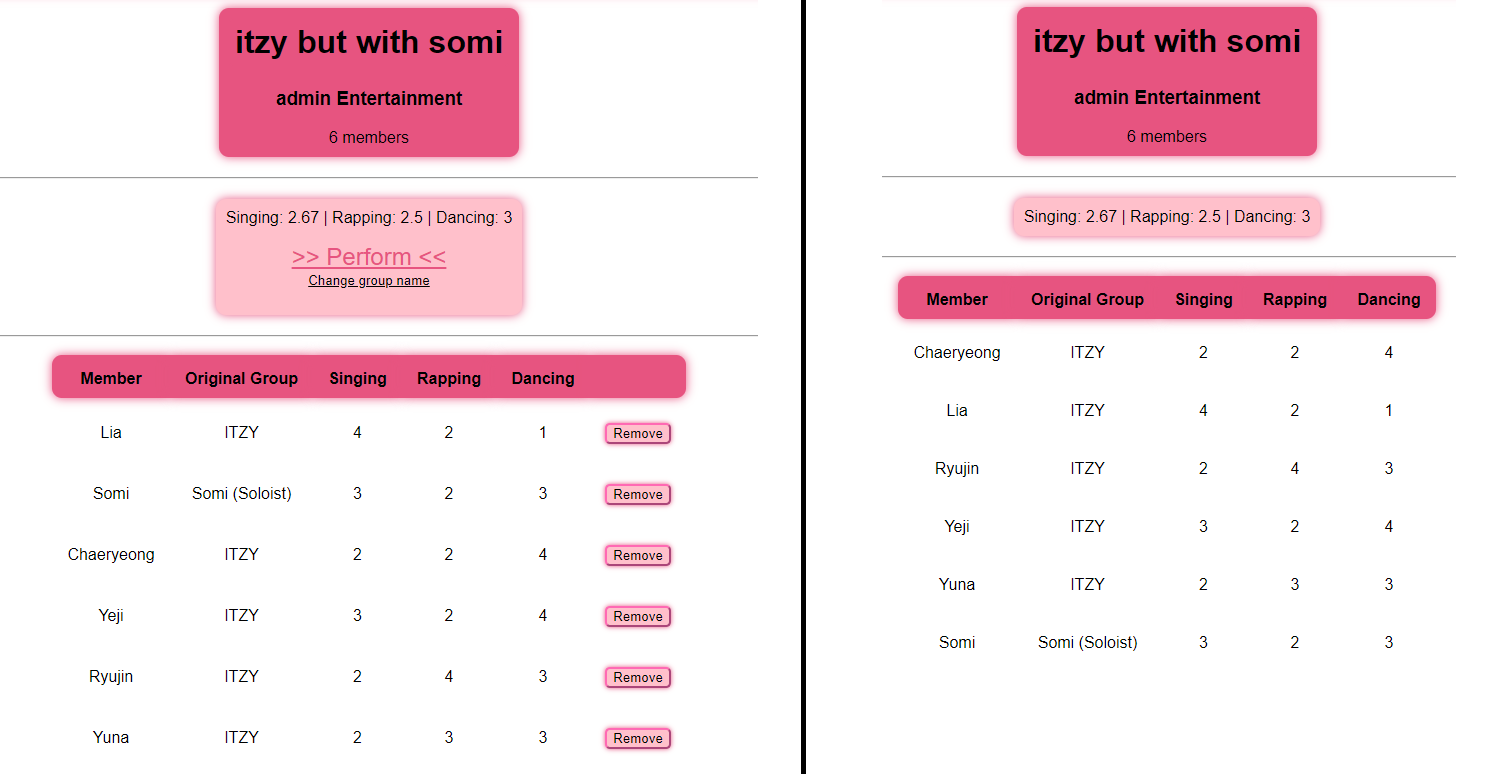 itzy but with somi
admin Entertainment
6 members
Singing: 2.67 | Rapping: 2.5 | Dancing: 3
>> Perform <<
Change group name
Member Original Group Singing Rapping Dancing
Lia ITZY 4 2 1 Remove
Somi Somi (Soloist) 3 2 3 Remove
Chaeryeong ITZY 2 2 4 Remove
Yeji ITZY 3 2 4 Remove
Ryujin ITZY 2 4 3 Remove
Yuna ITZY 2 3 3 Remove
itzy but with somi
admin Entertainment
6 members
Singing: 2.67 | Rapping: 2.5 | Dancing: 3
Member Original Group Singing Rapping Dancing
Chaeryeong ITZY 2 2 4
Lia ITZY 4 2 1
Ryujin ITZY 2 4 3
Yeji ITZY 3 2 4
Yuna ITZY 2 3 3
Somi Somi (Soloist) 3 2 3